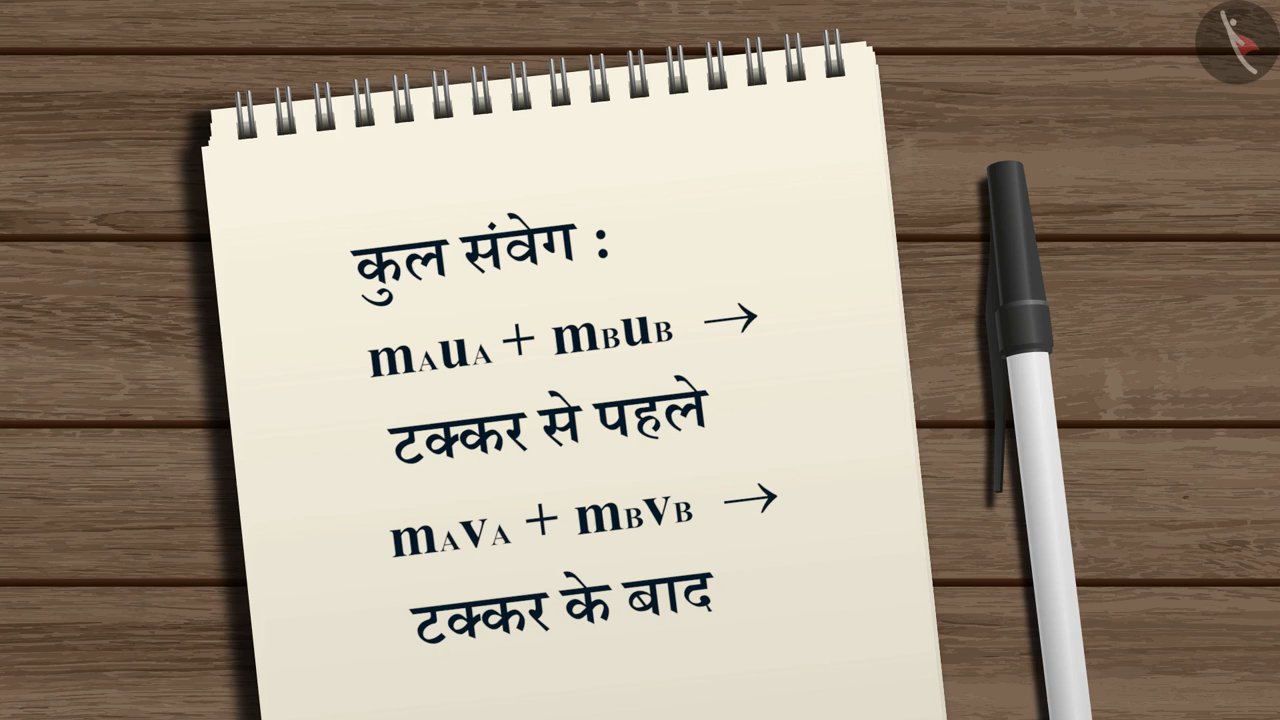 कुल संवेग :
mAuA + mBuB →
टक्कर से पहले
mAvA + mBvB →
टक्कर के बाद